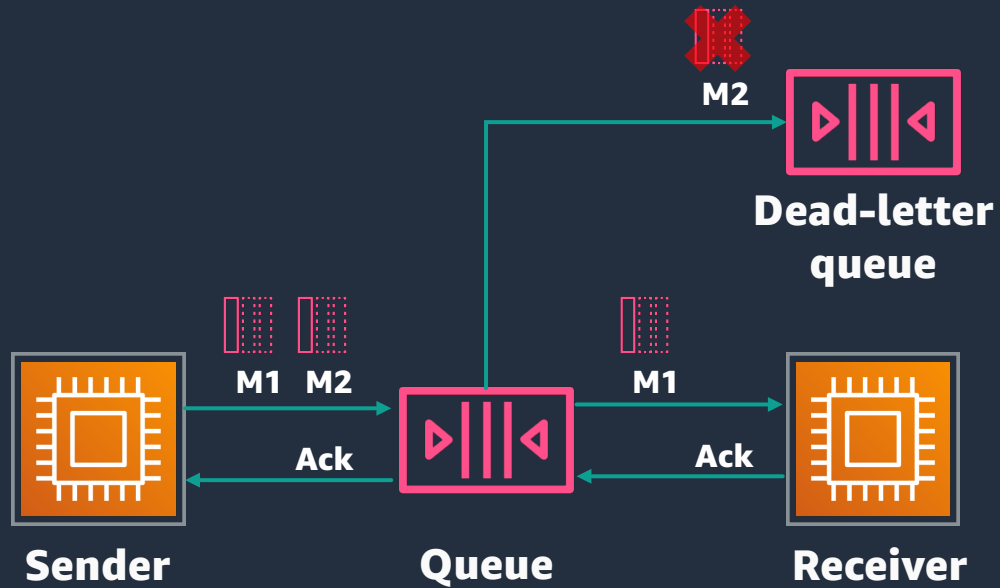 M2
Dead-letter
queue
M1 M2
M1
Ack
Ack
Sender
Queue
Receiver